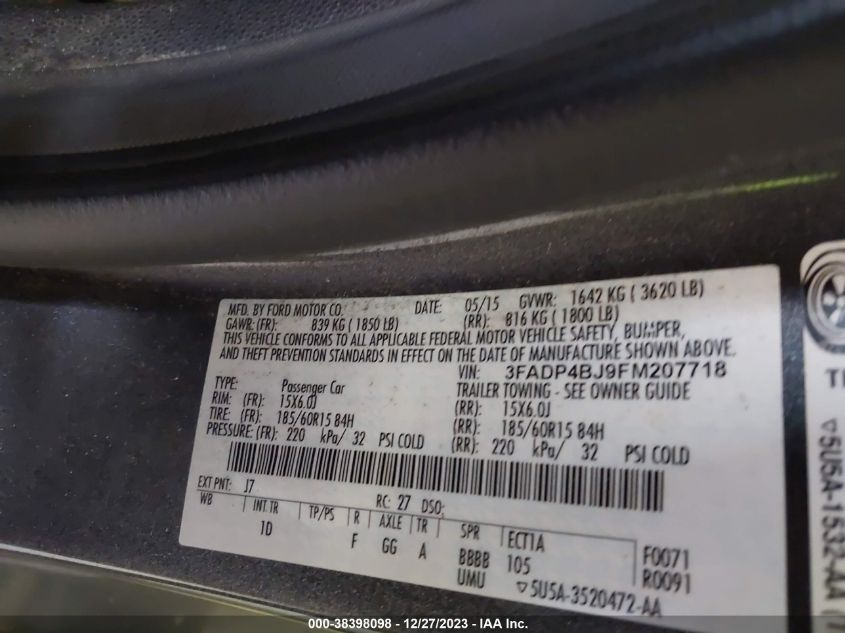 MFD. BY FORD MOTOR CO. DATE: 05/15 GVWR: 1642 KG ( 3620 LB)
GAWR: (FR): 839 KG ( 1850 LB) (RR): 816 KG ( 1800 LB)
THIS VEHICLE CONFORMS TO ALL APPLICABLE FEDERAL MOTOR VEHICLE SAFETY, BUMPER,
AND THEFT PREVENTION STANDARDS IN EFFECT ON THE DATE OF MANUFACTURE SHOWN ABOVE.
VIN: 3FADP4BJ9FM207718
TYPE: Passenger Car TRAILER TOWING - SEE OWNER GUIDE
RIM: (FR): 15X6.0J (RR): 15X6.0J
TIRE: (FR): 185/60R15 84H (RR): 185/60R15 84H
PRESSURE: (FR): 220 kPa/ 32 PSI COLD (RR): 220 kPa/ 32 PSI COLD
EXT PNT: J7 RC: 27 DSO:
WB INT TR TP/PS R AXLE TR SPR ECT1A F0071
1D F GG A BBBB 105 R0091
UMU ▽5U5A-3520472-AA
▽5U5A-1532-AA
000-38398098 - 12/27/2023 - IAA Inc.